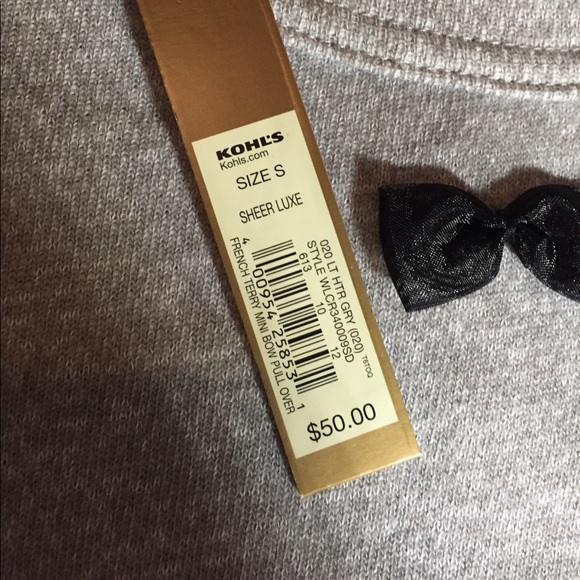 KOHL'S
Kohls.com
SIZE S
SHEER LUXE
020 LT HTR GRY (020) 787OQ
STYLE WLCR340009SD
613 10 12
4 00954 25853 1
FRENCH TERRY MINI BOW PULL OVER
$50.00